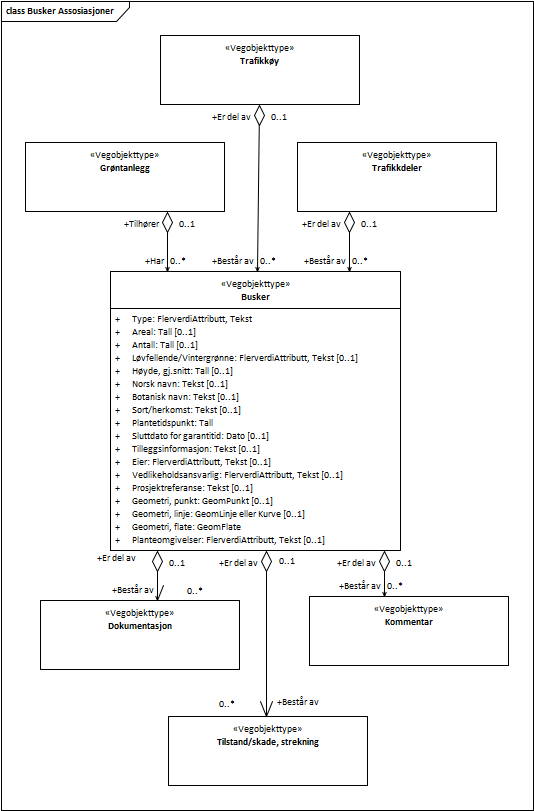 class Busker Assosiasjoner
«Vegobjekttype»
Trafikkøy
+Er del av 0..1
«Vegobjekttype»
Grøntanlegg
«Vegobjekttype»
Trafikkdeler
+Tilhører 0..1
+Er del av 0..1
+Har 0..*
+Består av 0..*
+Består av 0..*
«Vegobjekttype»
Busker
+ Type: FlerverdiAttributt, Tekst
+ Areal: Tall [0..1]
+ Antall: Tall [0..1]
+ Løvfellende/Vintergrønne: FlerverdiAttributt, Tekst [0..1]
+ Høyde, gj.snitt: Tall [0..1]
+ Norsk navn: Tekst [0..1]
+ Botanisk navn: Tekst [0..1]
+ Sort/herkomst: Tekst [0..1]
+ Plantetidspunkt: Tall
+ Sluttdato for garantitid: Dato [0..1]
+ Tilleggsinformasjon: Tekst [0..1]
+ Eier: FlerverdiAttributt, Tekst [0..1]
+ Vedlikeholdsansvarlig: FlerverdiAttributt, Tekst [0..1]
+ Prosjektreferanse: Tekst [0..1]
+ Geometri, punkt: GeomPunkt [0..1]
+ Geometri, linje: GeomLinje eller Kurve [0..1]
+ Geometri, flate: GeomFlate
+ Planteomgivelser: FlerverdiAttributt, Tekst [0..1]
+Er del av 0..1
+Er del av 0..1
+Er del av 0..1
+Består av 0..*
+Består av 0..*
«Vegobjekttype»
Dokumentasjon
«Vegobjekttype»
Kommentar
0..* +Består av
«Vegobjekttype»
Tilstand/skade, strekning